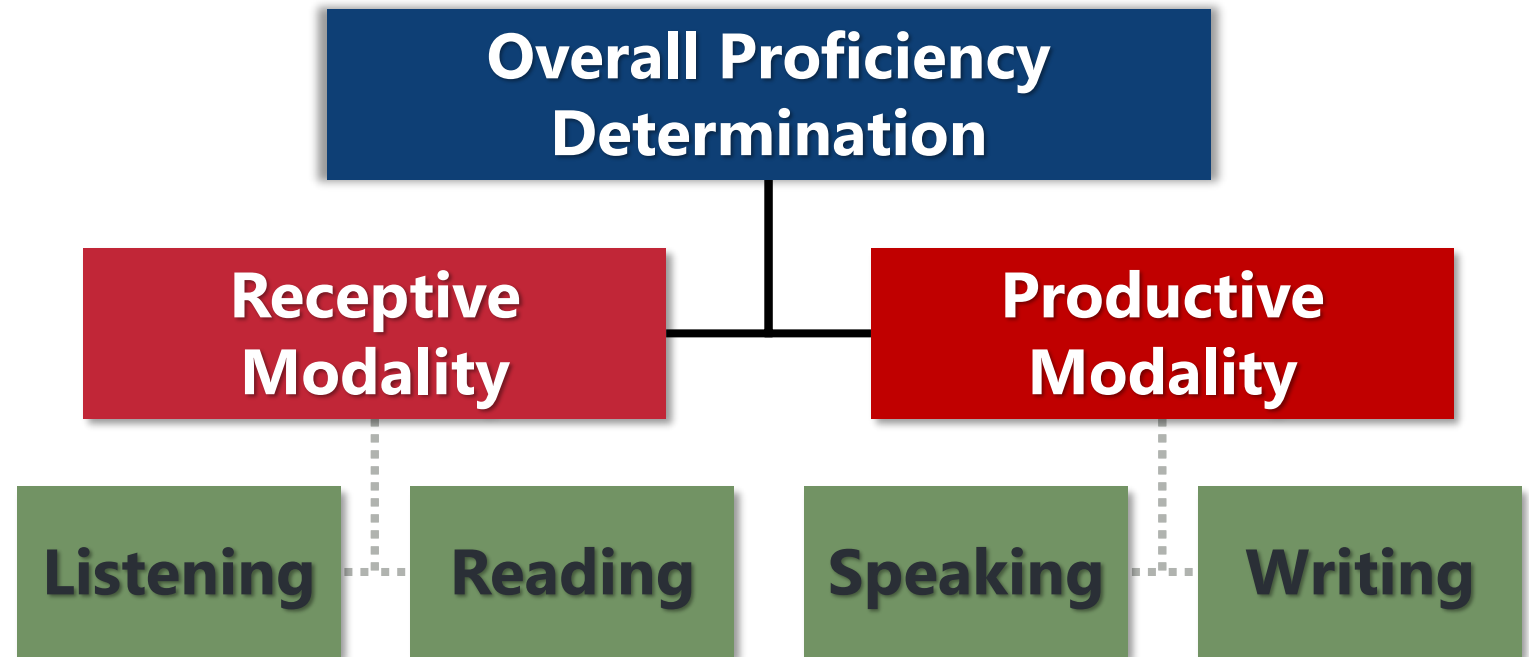 Overall Proficiency
Determination
Receptive
Modality
Productive
Modality
Listening
Reading
Speaking
Writing